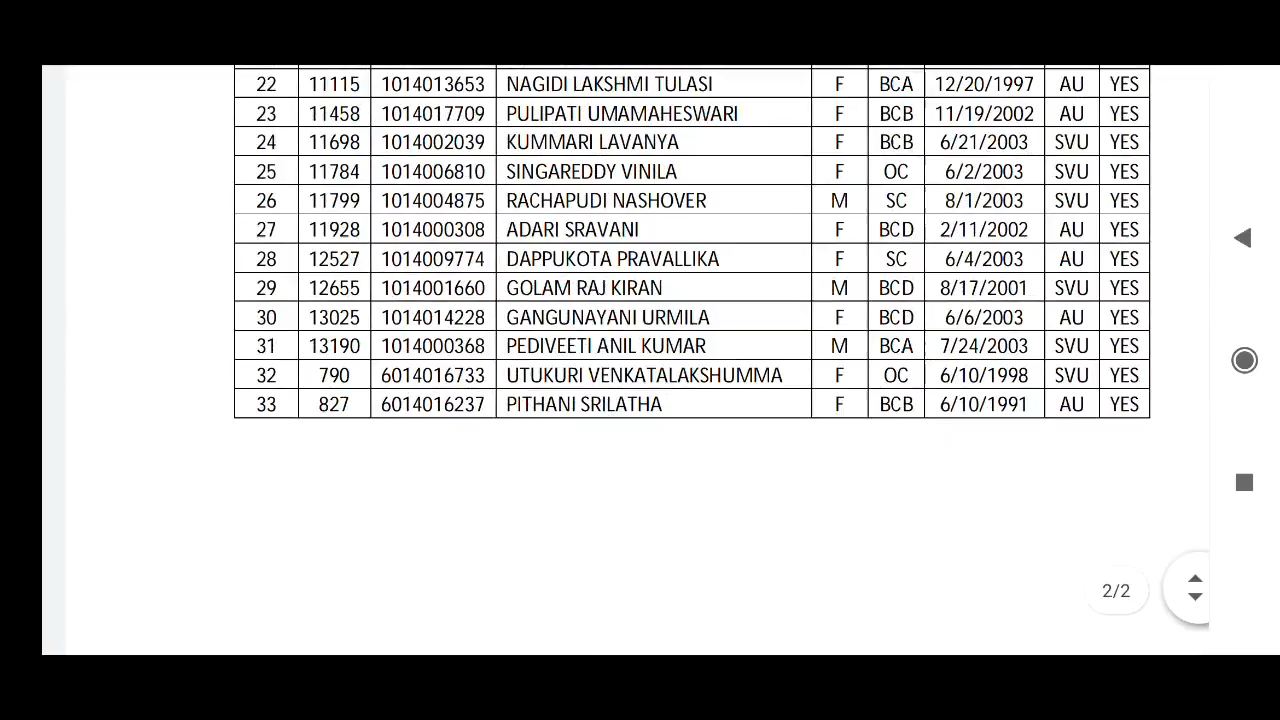 22 11115 1014013653 NAGIDI LAKSHMI TULASI F BCA 12/20/1997 AU YES
23 11458 1014017709 PULIPATI UMAMAHESWARI F BCB 11/19/2002 AU YES
24 11698 1014002039 KUMMARI LAVANYA F BCB 6/21/2003 SVU YES
25 11784 1014006810 SINGAREDDY VINILA F OC 6/2/2003 SVU YES
26 11799 1014004875 RACHAPUDI NASHOVER M SC 8/1/2003 SVU YES
27 11928 1014000308 ADARI SRAVANI F BCD 2/11/2002 AU YES
28 12527 1014009774 DAPPUKOTA PRAVALLIKA F SC 6/4/2003 AU YES
29 12655 1014001660 GOLAM RAJ KIRAN M BCD 8/17/2001 SVU YES
30 13025 1014014228 GANGUNAYANI URMILA F BCD 6/6/2003 AU YES
31 13190 1014000368 PEDIVEETI ANIL KUMAR M BCA 7/24/2003 SVU YES
32 790 6014016733 UTUKURI VENKATALAKSHUMMA F OC 6/10/1998 SVU YES
33 827 6014016237 PITHANI SRILATHA F BCB 6/10/1991 AU YES
2/2